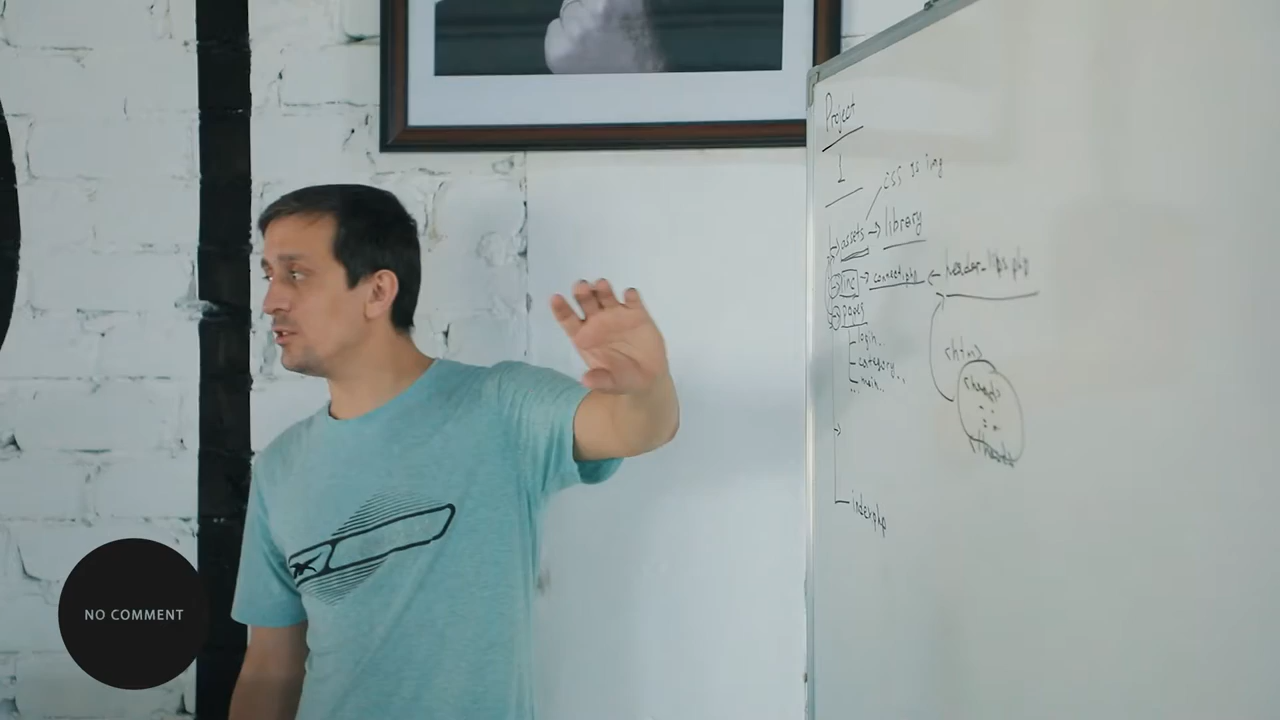 Project
1
css js img
assets → library
inc → connect.php ← header-libs.php
pages
login..
category..
main..
...
<html>
<head>
index.php
NO COMMENT